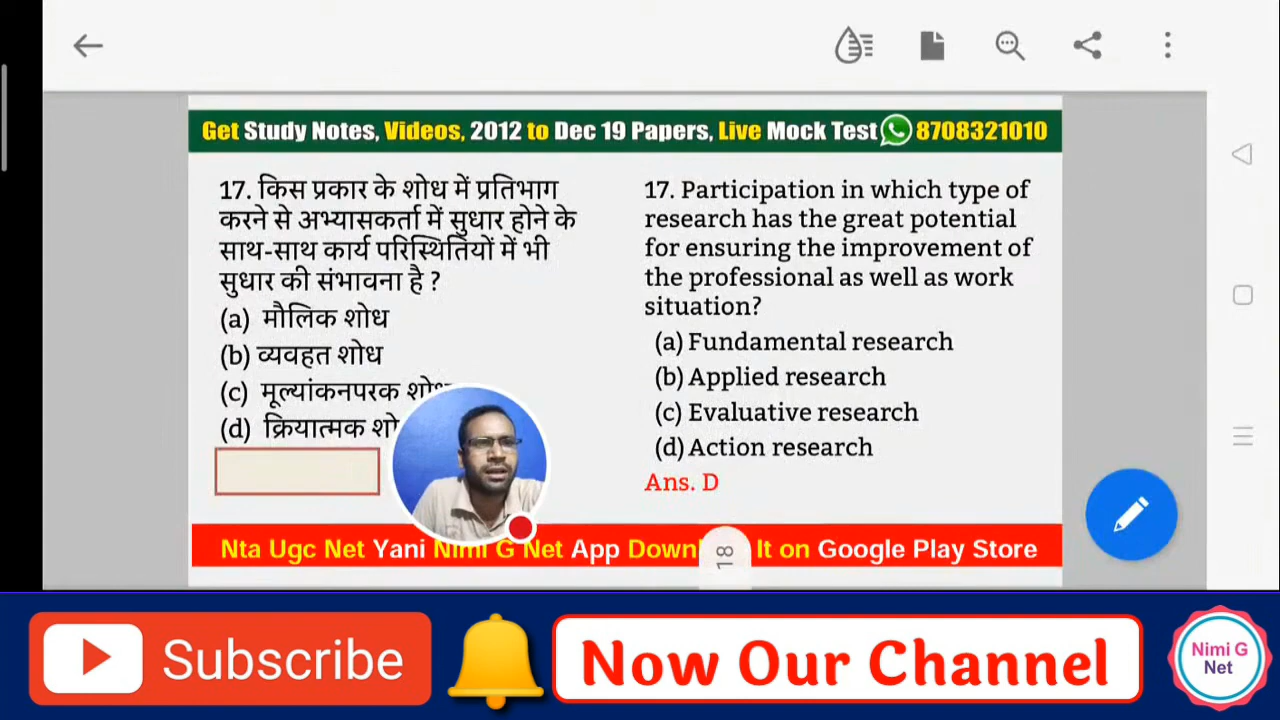 Get Study Notes, Videos, 2012 to Dec 19 Papers, Live Mock Test 8708321010
17. किस प्रकार के शोध में प्रतिभाग
करने से अभ्यासकर्ता में सुधार होने के
साथ-साथ कार्य परिस्थितियों में भी
सुधार की संभावना है ?
(a) मौलिक शोध
(b) व्यवहत शोध
(c) मूल्यांकनपरक
(d) क्रियात्मक
17. Participation in which type of
research has the great potential
for ensuring the improvement of
the professional as well as work
situation?
(a) Fundamental research
(b) Applied research
(c) Evaluative research
(d) Action research
Ans. D
Nta Ugc Net Yani Nimi G Net App It on Google Play Store
18
Subscribe
Now Our Channel
Nimi G
Net